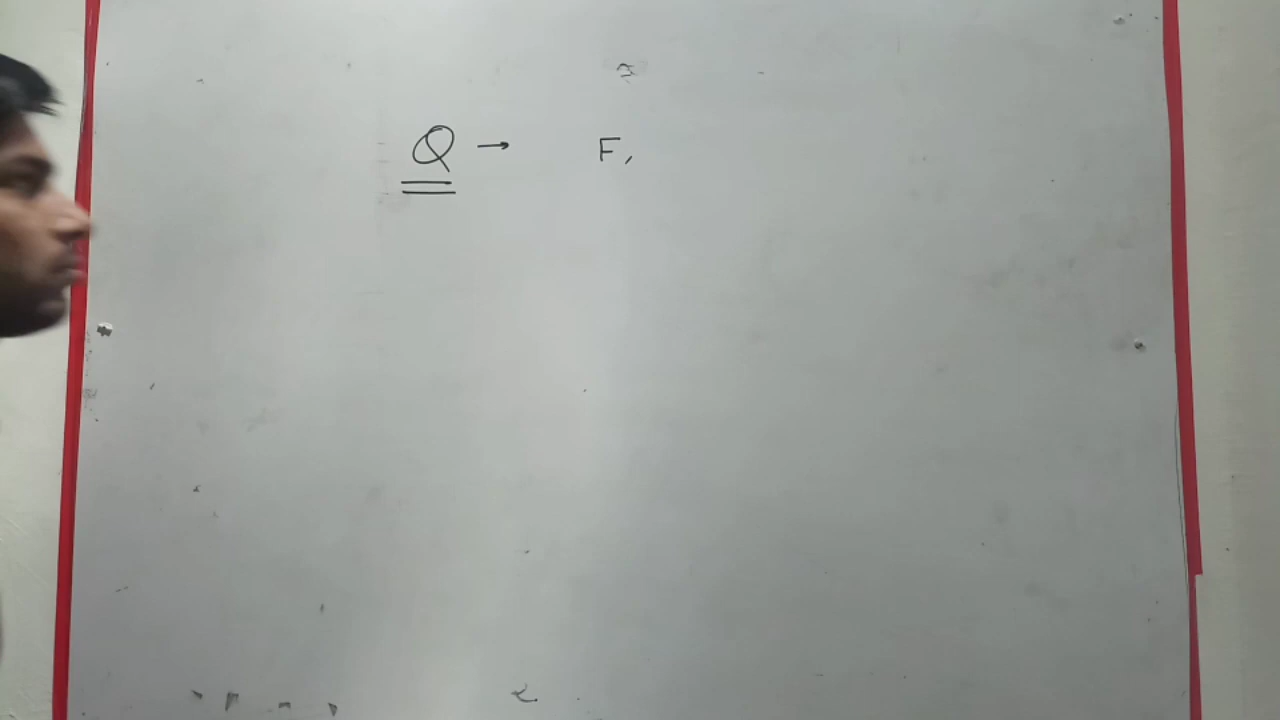 Q → F,